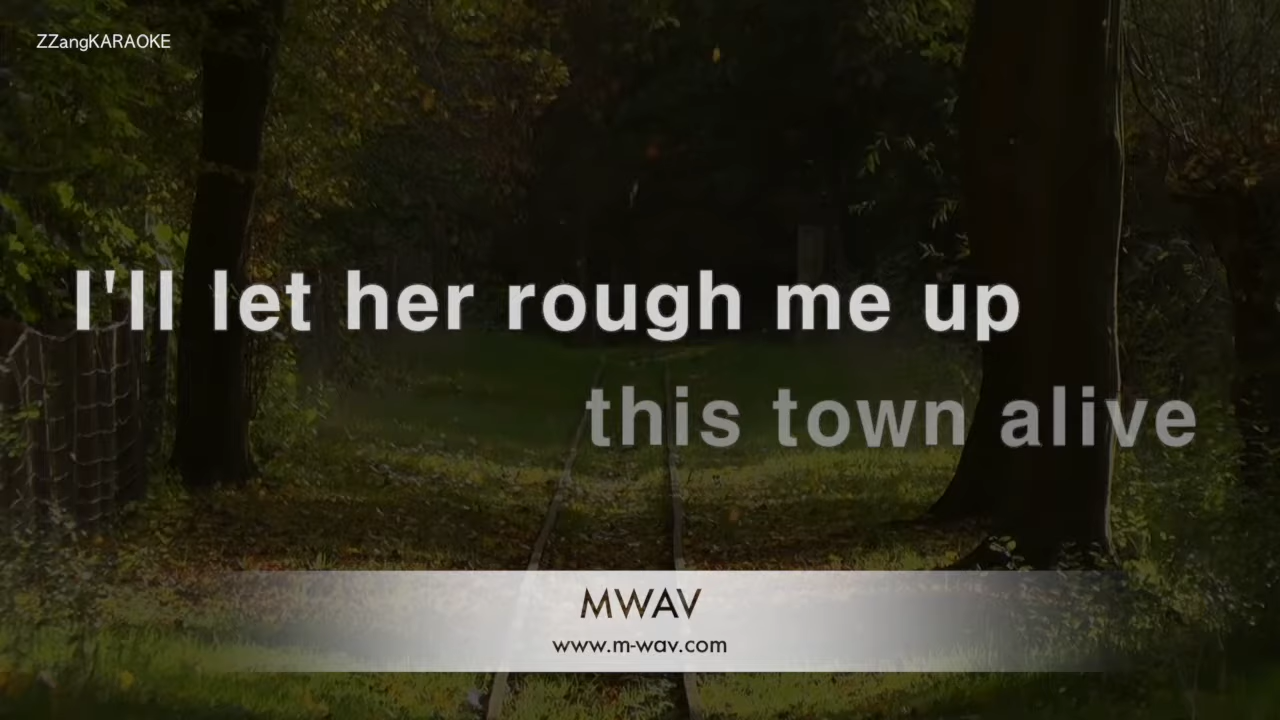 ZZangKARAOKE
I'll let her rough me up
this town alive
MWAV
www.m-wav.com